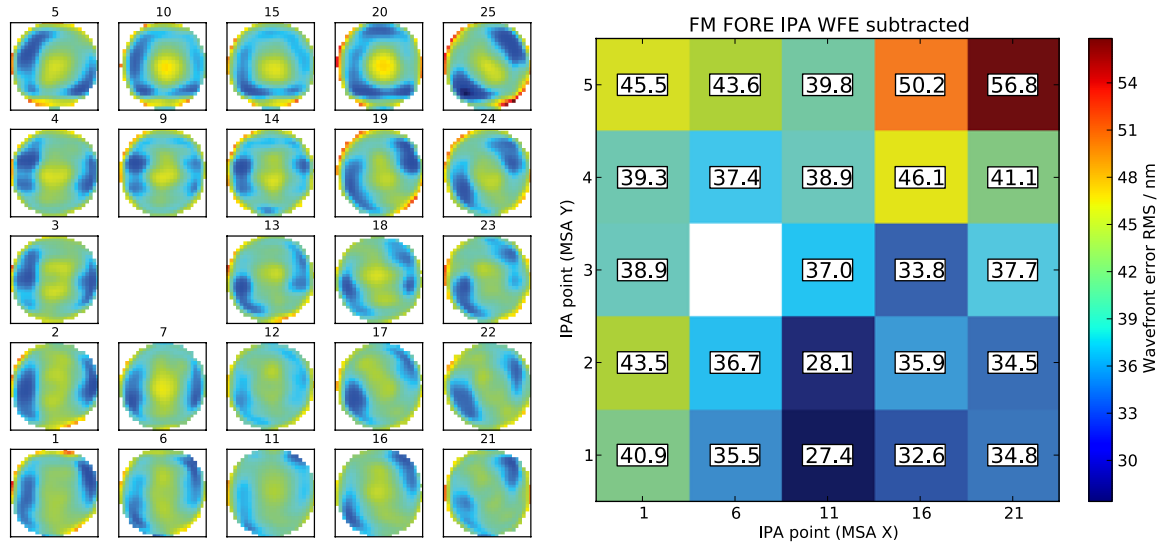 5 10 15 20 25
4 9 14 19 24
3 13 18 23
2 7 12 17 22
1 6 11 16 21
FM FORE IPA WFE subtracted
5 45.5 43.6 39.8 50.2 56.8
4 39.3 37.4 38.9 46.1 41.1
3 38.9 37.0 33.8 37.7
2 43.5 36.7 28.1 35.9 34.5
1 40.9 35.5 27.4 32.6 34.8
1 6 11 16 21
IPA point (MSA X)
IPA point (MSA Y)
54
51
48
45
42
39
36
33
30
Wavefront error RMS / nm